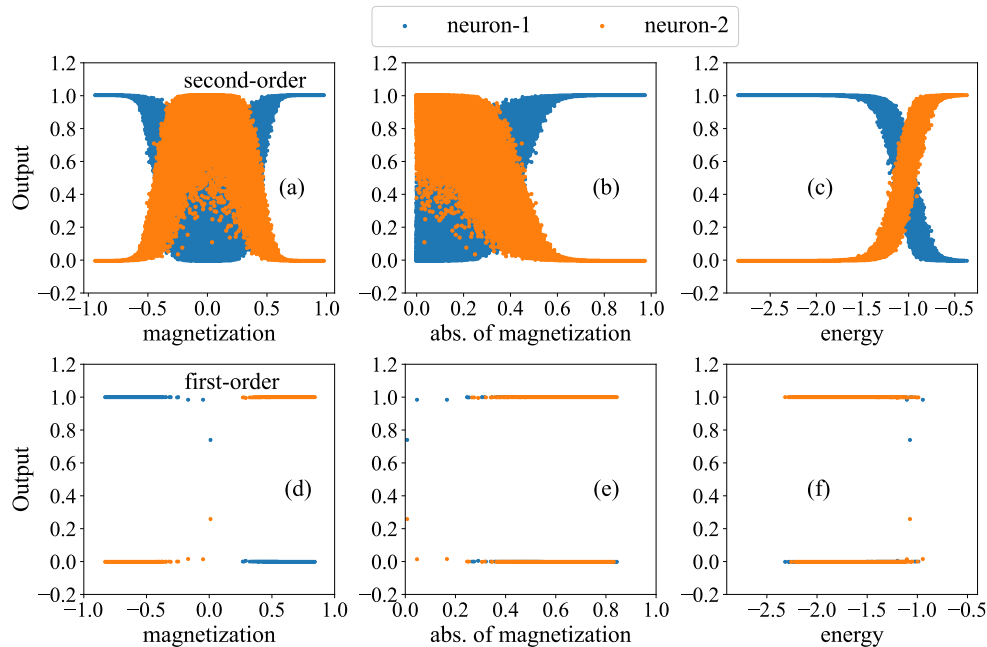 neuron-1 neuron-2
1.2 1.2 1.2
second-order
1.0 1.0 1.0
0.8 0.8 0.8
0.6 0.6 0.6
Output (a) (b) (c)
0.4 0.4 0.4
0.2 0.2 0.2
0.0 0.0 0.0
−0.2 −0.2 −0.2
−1.0 −0.5 0.0 0.5 1.0 0.0 0.2 0.4 0.6 0.8 1.0 −2.5 −2.0 −1.5 −1.0 −0.5
magnetization abs. of magnetization energy
1.2 1.2 1.2
first-order
1.0 1.0 1.0
0.8 0.8 0.8
0.6 0.6 0.6
Output (d) (e) (f)
0.4 0.4 0.4
0.2 0.2 0.2
0.0 0.0 0.0
−0.2 −0.2 −0.2
−1.0 −0.5 0.0 0.5 1.0 0.0 0.2 0.4 0.6 0.8 1.0 −2.5 −2.0 −1.5 −1.0 −0.5
magnetization abs. of magnetization energy